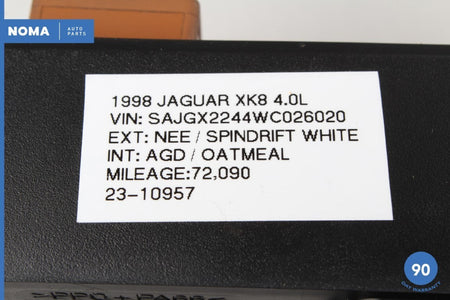 NOMA AUTO
PARTS
1998 JAGUAR XK8 4.0L
VIN: SAJGX2244WC026020
EXT: NEE / SPINDRIFT WHITE
INT: AGD / OATMEAL
MILEAGE:72,090
23-10957
90
DAY WARRANTY